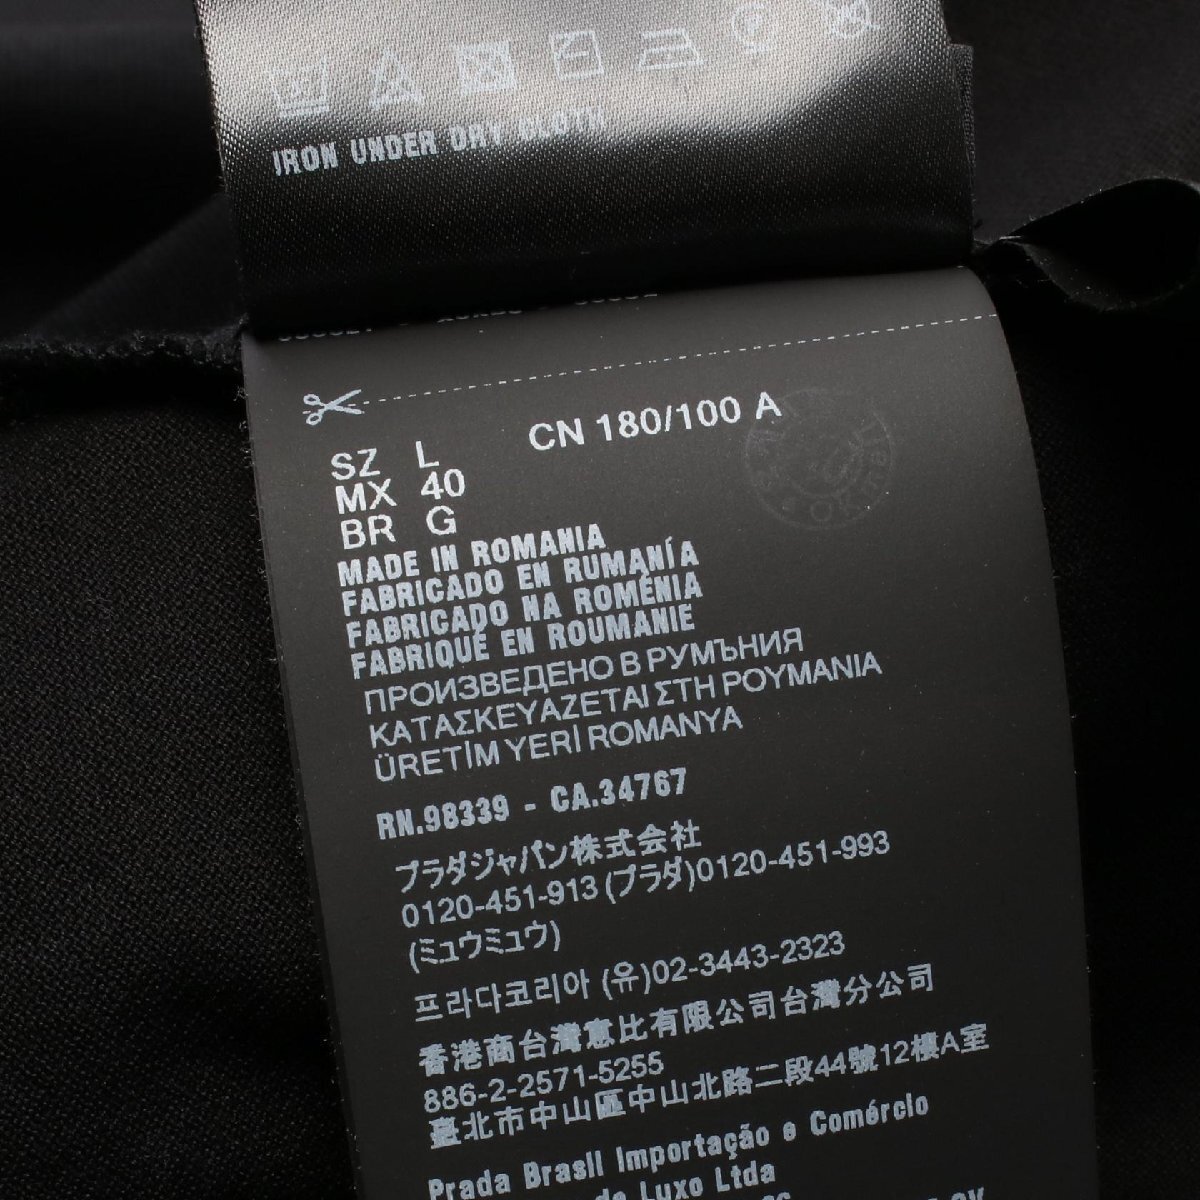 IRON UNDER DRY CLOTH
CN 180/100 A
SZ L
MX 40
BR G
MADE IN ROMANIA
FABRICADO EN RUMANÍA
FABRICADO NA ROMÊNIA
FABRIQUÉ EN ROUMANIE
ПРОИЗВЕДЕНО В РУМЪНИЯ
ΚΑΤΑΣΚΕΥΑΖΕΤΑΙ ΣΤΗ ΡΟΥΜΑΝΙΑ
ÜRETİM YERİ ROMANYA
RN.98339 - CA.34767
プラダジャパン株式会社
0120-451-913 (プラダ)0120-451-993
(ミュウミュウ)
프라다코리아 (유)02-3443-2323
香港商台灣惠比有限公司台灣分公司
886-2-2571-5255
臺北市中山區中山北路二段44號12樓A室
Prada Brasil Importação e Comércio
de Luxo Ltda